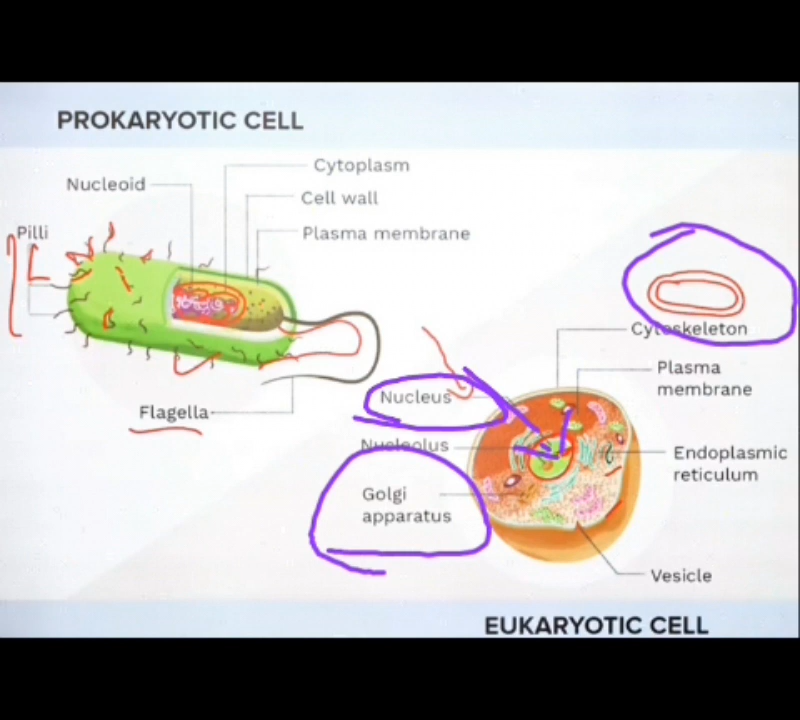 PROKARYOTIC CELL
Cytoplasm
Nucleoid
Cell wall
Plasma membrane
Pilli
Flagella
Cytoskeleton
Plasma
membrane
Nucleus
Nucleolus
Endoplasmic
reticulum
Golgi
apparatus
Vesicle
EUKARYOTIC CELL